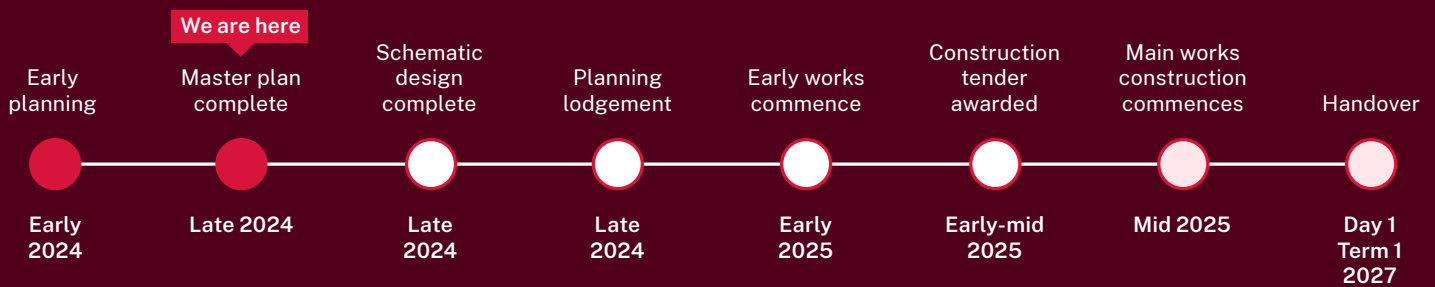 We are here
Early
planning
Master plan
complete
Schematic
design
complete
Planning
lodgement
Early works
commence
Construction
tender
awarded
Main works
construction
commences
Handover
Early
2024
Late 2024
Late
2024
Late
2024
Early
2025
Early-mid
2025
Mid 2025
Day 1
Term 1
2027